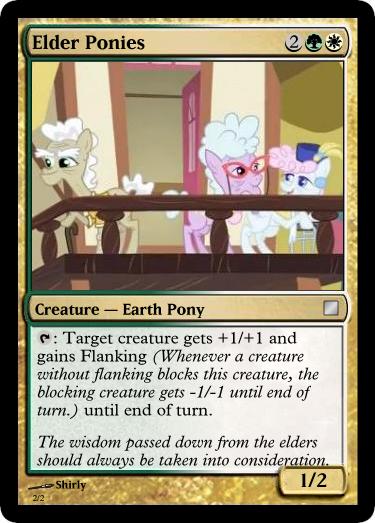 Elder Ponies 2
Creature — Earth Pony
: Target creature gets +1/+1 and
gains Flanking (Whenever a creature
without flanking blocks this creature, the
blocking creature gets -1/-1 until end of
turn.) until end of turn.
The wisdom passed down from the elders
should always be taken into consideration.
1/2
Shirly
2/2